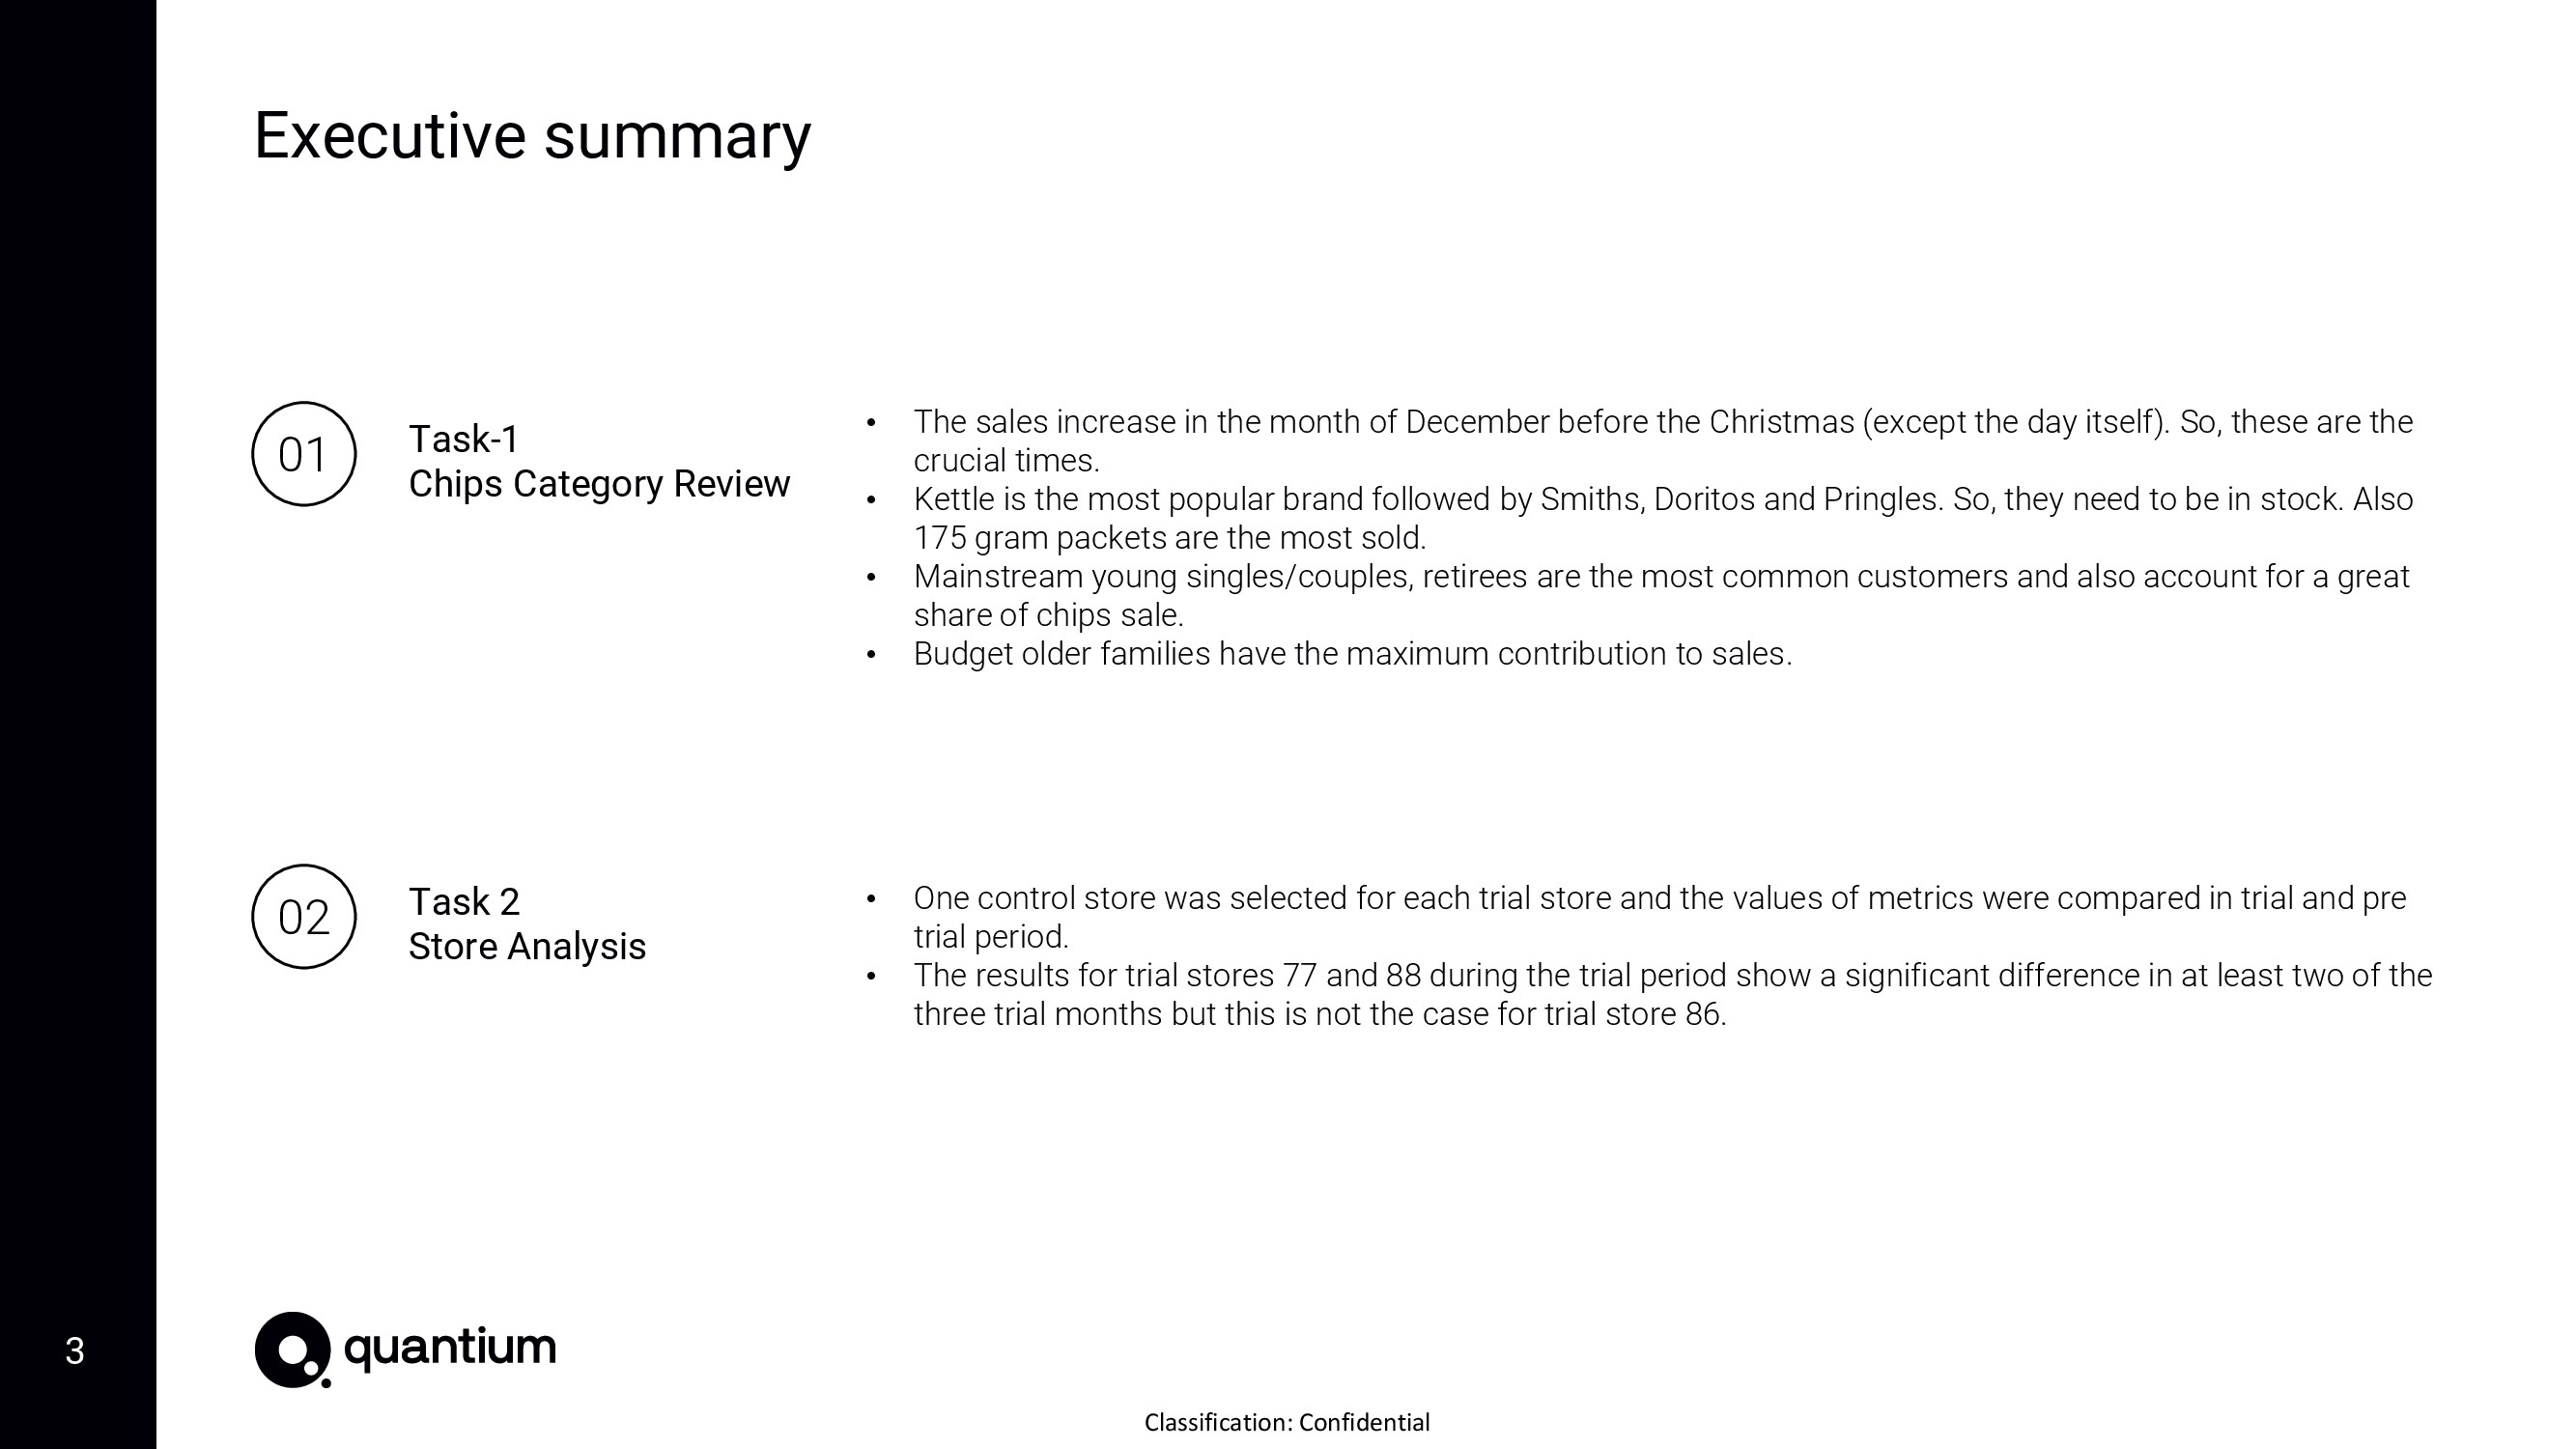 Executive summary
01
Task-1
Chips Category Review
• The sales increase in the month of December before the Christmas (except the day itself). So, these are the
crucial times.
• Kettle is the most popular brand followed by Smiths, Doritos and Pringles. So, they need to be in stock. Also
175 gram packets are the most sold.
• Mainstream young singles/couples, retirees are the most common customers and also account for a great
share of chips sale.
• Budget older families have the maximum contribution to sales.
02
Task 2
Store Analysis
• One control store was selected for each trial store and the values of metrics were compared in trial and pre
trial period.
• The results for trial stores 77 and 88 during the trial period show a significant difference in at least two of the
three trial months but this is not the case for trial store 86.
3
quantium
Classification: Confidential